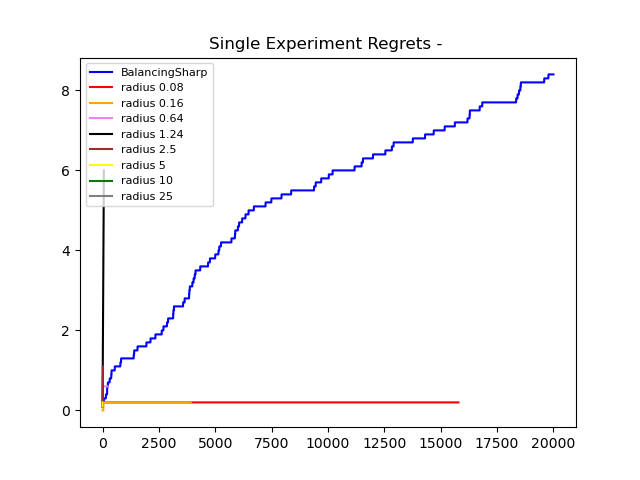 Single Experiment Regrets -
BalancingSharp
radius 0.08
radius 0.16
radius 0.64
radius 1.24
radius 2.5
radius 5
radius 10
radius 25
8
6
4
2
0
0 2500 5000 7500 10000 12500 15000 17500 20000